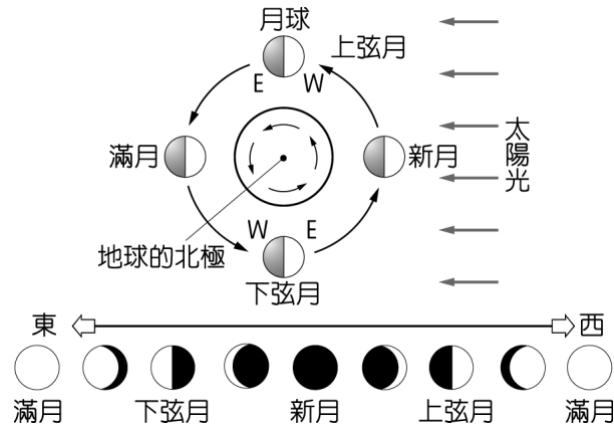 月球
上弦月
E W
滿月
新月
太陽光
W E
地球的北極
下弦月
東 西
滿月 下弦月 新月 上弦月 滿月